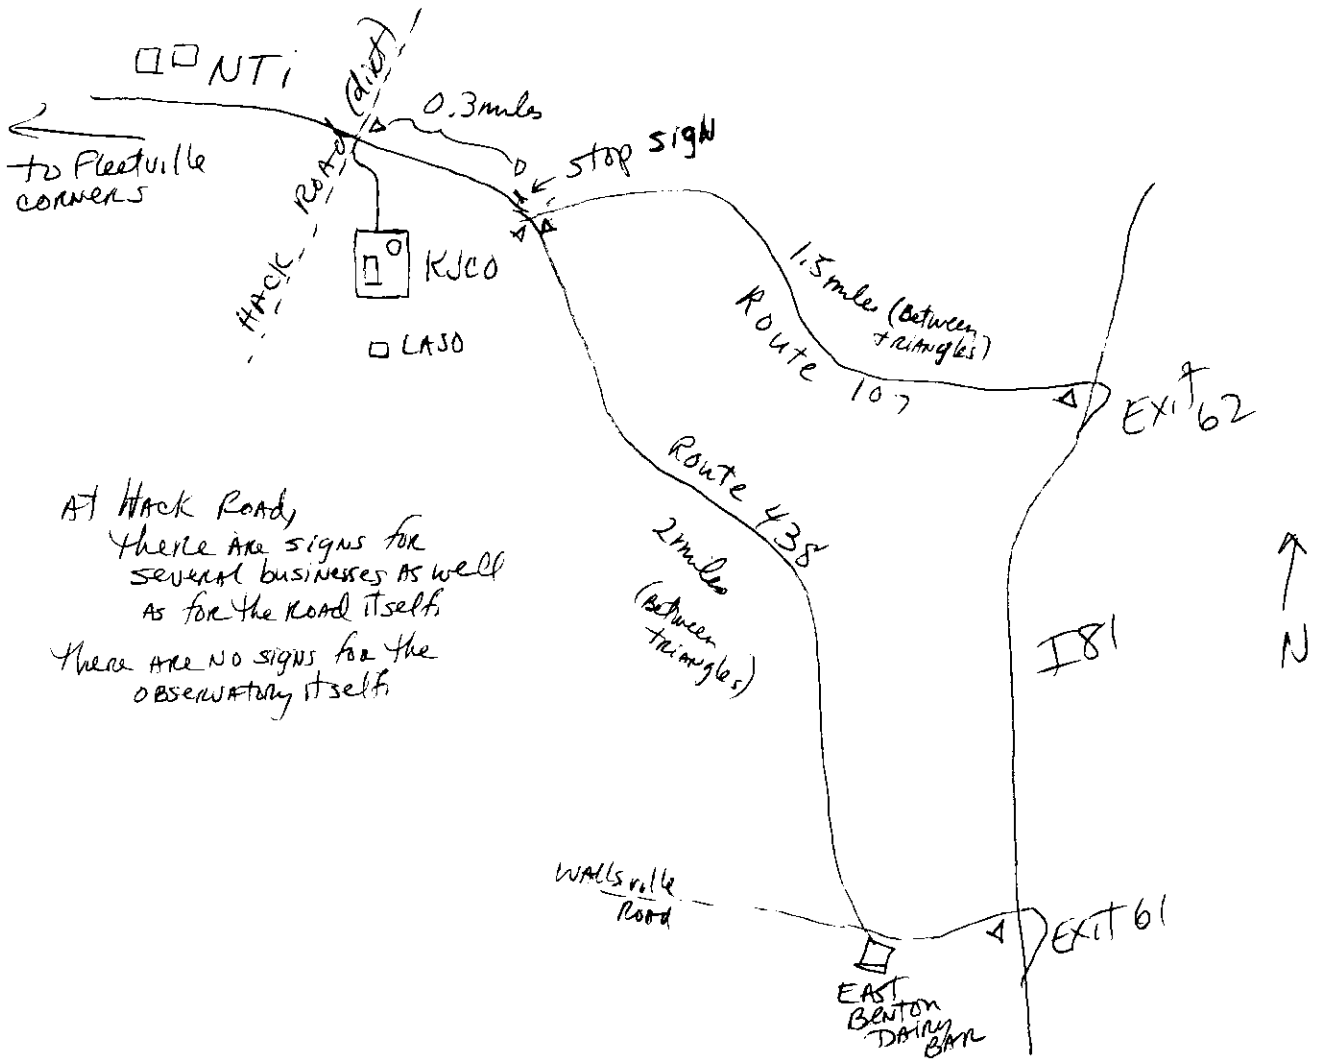 NTi
(dirt)
0.3 miles
stop sign
to Fleetville
corners
HACK ROAD
KJCO
LASO
1.5 miles (Between
triangles)
Route 107
Exit 62
Route 438
2 miles
(Between
triangles)
At Hack Road,
there are signs for
several businesses as well
as for the road itself.
There are no signs for the
observatory itself.
I81
N
Wallsville
Road
Exit 61
East
Benton
Dairy
Bar